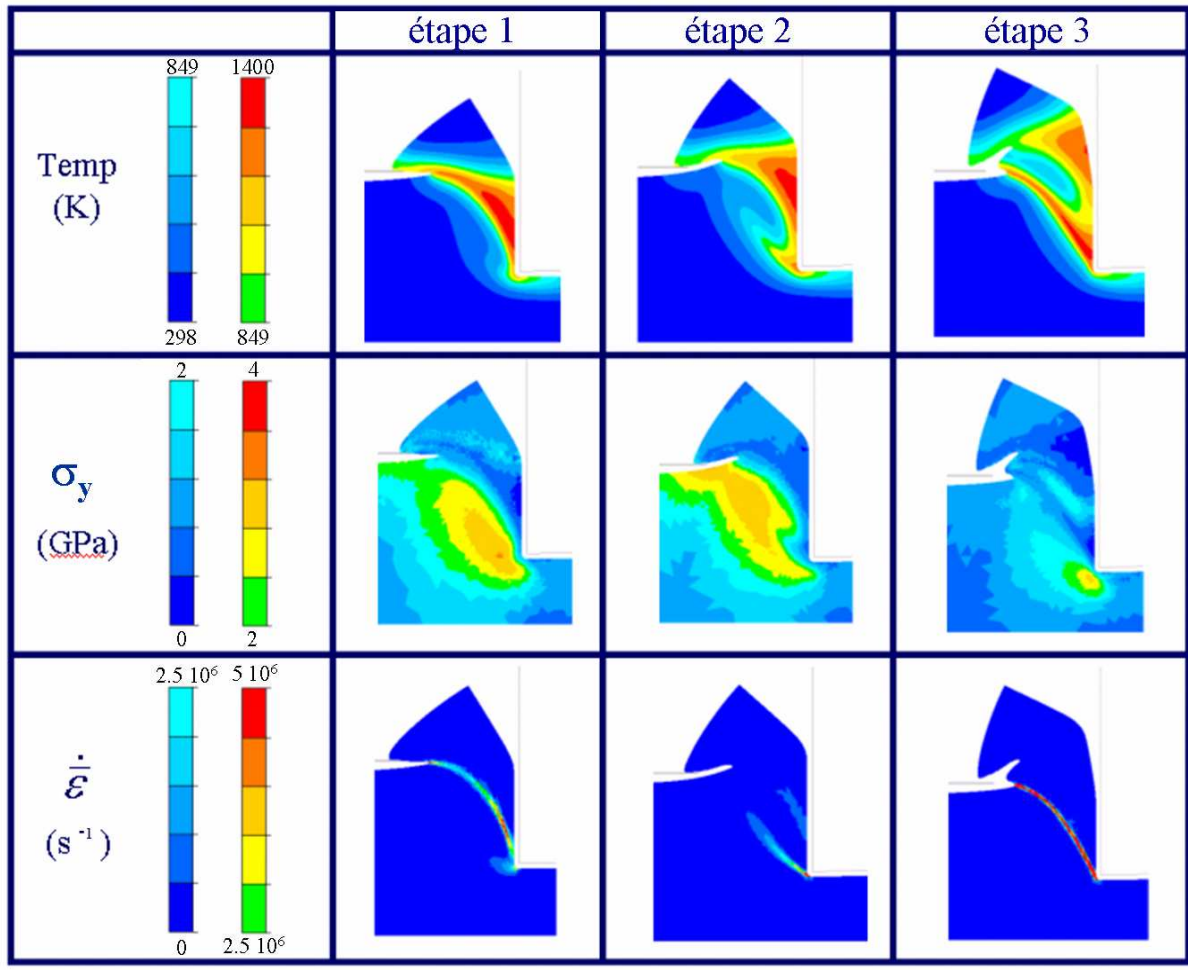 étape 1 étape 2 étape 3
849 1400
Temp
(K)
298 849
2 4
σy
(GPa)
0 2
2.5 10⁶ 5 10⁶
ε̇
(s⁻¹)
0 2.5 10⁶